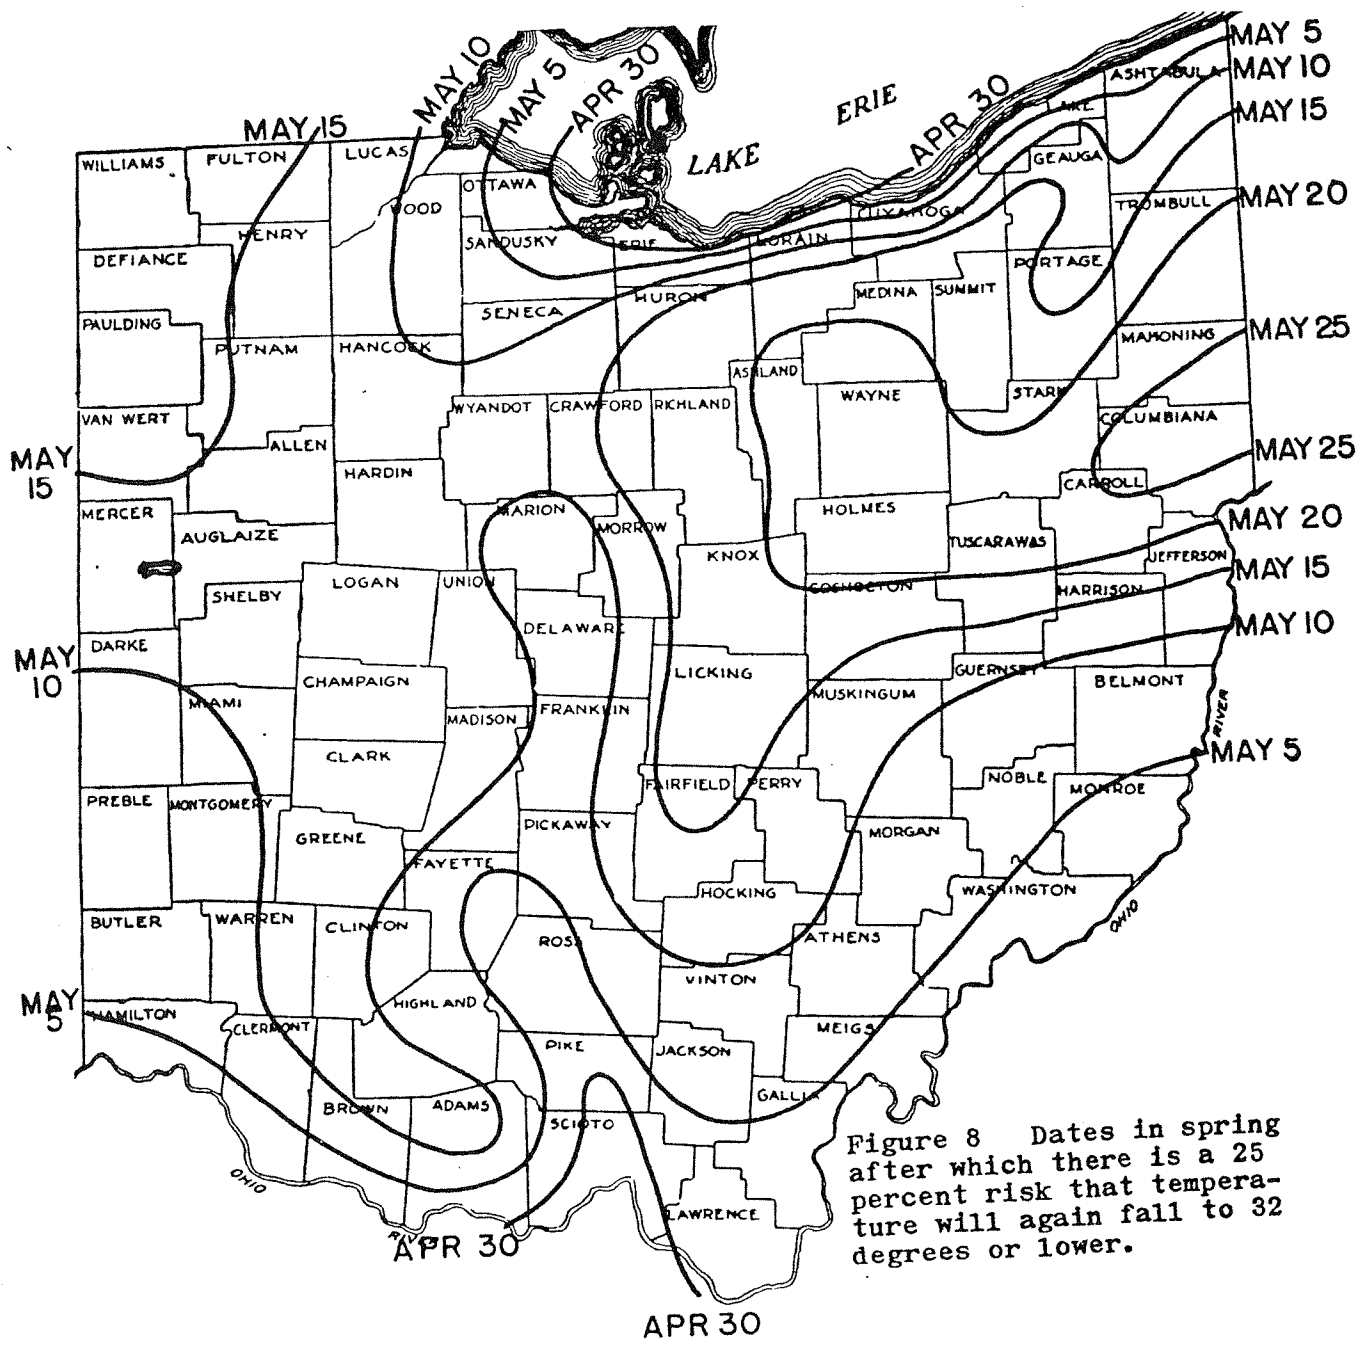 MAY 5
MAY 10
MAY 15
MAY 20
MAY 25
MAY 25
MAY 20
MAY 15
MAY 10
MAY 5
MAY 15
MAY 10
MAY 5
APR 30
LAKE
ERIE
APR 30
MAY
15
MAY
10
MAY
5
APR 30
APR 30
WILLIAMS
FULTON
LUCAS
OTTAWA
WOOD
SANDUSKY
ERIE
LORAIN
CUYAHOGA
LAKE
ASHTABULA
GEAUGA
TRUMBULL
DEFIANCE
HENRY
SENECA
HURON
MEDINA
SUMMIT
PORTAGE
MAHONING
PAULDING
PUTNAM
HANCOCK
ASHLAND
WAYNE
STARK
COLUMBIANA
VAN WERT
ALLEN
WYANDOT
CRAWFORD
RICHLAND
CARROLL
HARDIN
MARION
MORROW
KNOX
HOLMES
TUSCARAWAS
JEFFERSON
MERCER
AUGLAIZE
SHELBY
LOGAN
UNION
DELAWARE
COSHOCTON
HARRISON
DARKE
MIAMI
CHAMPAIGN
MADISON
FRANKLIN
LICKING
MUSKINGUM
GUERNSEY
BELMONT
CLARK
PREBLE
MONTGOMERY
GREENE
FAYETTE
PICKAWAY
FAIRFIELD
PERRY
MORGAN
NOBLE
MONROE
BUTLER
WARREN
CLINTON
ROSS
HOCKING
ATHENS
WASHINGTON
HAMILTON
CLERMONT
HIGHLAND
PIKE
VINTON
JACKSON
MEIGS
BROWN
ADAMS
SCIOTO
GALLIA
LAWRENCE
RIVER
OHIO
OHIO
RIVER
Figure 8 Dates in spring
after which there is a 25
percent risk that tempera-
ture will again fall to 32
degrees or lower.